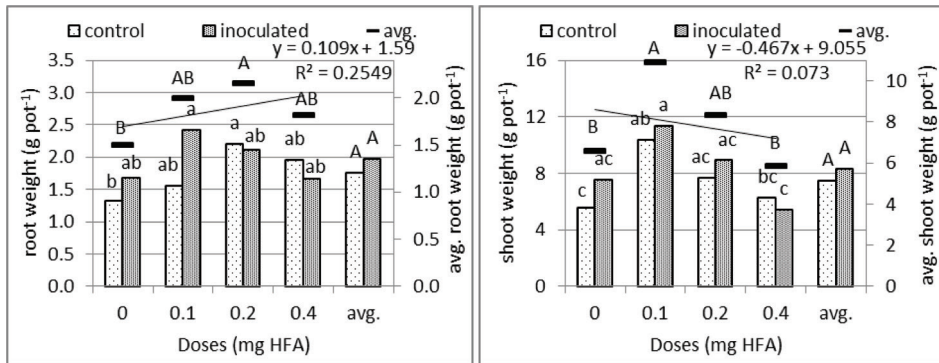 control inoculated avg.
y = 0.109x + 1.59
R² = 0.2549
root weight (g pot⁻¹)
3.5
3.0
2.5
2.0
1.5
1.0
0.5
0.0
B AB A AB
b ab ab a a ab ab ab A A
avg. root weight (g pot⁻¹)
2.0
1.5
1.0
0.5
0.0
0 0.1 0.2 0.4 avg.
Doses (mg HFA)
control inoculated avg.
y = -0.467x + 9.055
R² = 0.073
shoot weight (g pot⁻¹)
16
12
8
4
0
B A AB B
c ac ab a ac ac bc c A A
avg. shoot weight (g pot⁻¹)
10
8
6
4
2
0
0 0.1 0.2 0.4 avg.
Doses (mg HFA)